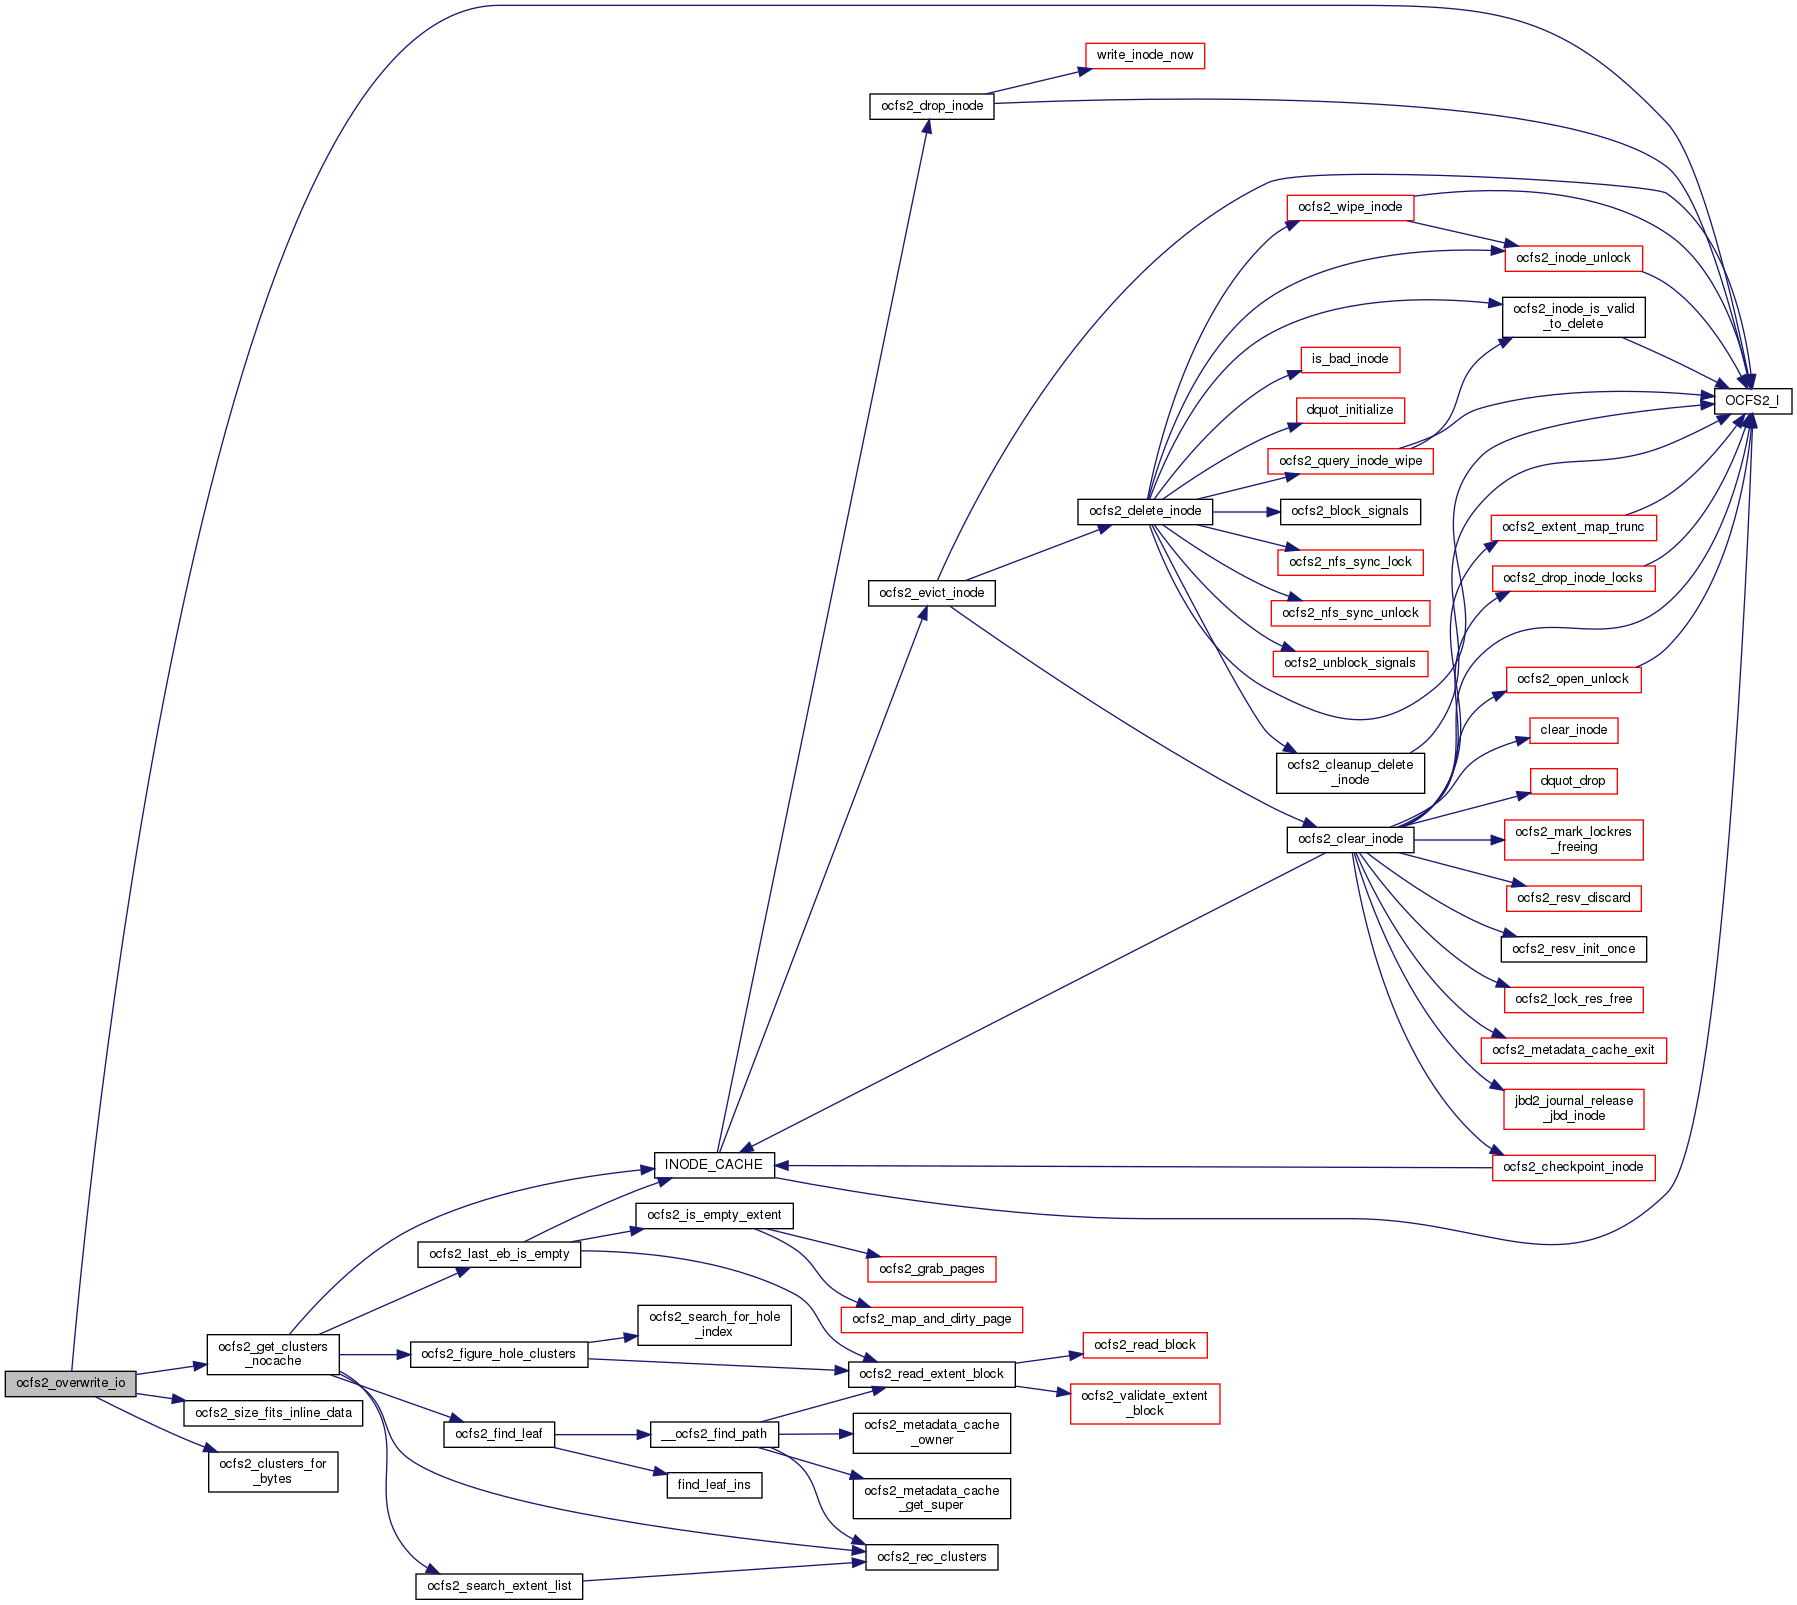 write_inode_now
ocfs2_drop_inode
ocfs2_wipe_inode
ocfs2_inode_unlock
ocfs2_inode_is_valid
_to_delete
is_bad_inode
OCFS2_I
dquot_initialize
ocfs2_query_inode_wipe
ocfs2_delete_inode
ocfs2_block_signals
ocfs2_extent_map_trunc
ocfs2_nfs_sync_lock
ocfs2_drop_inode_locks
ocfs2_evict_inode
ocfs2_nfs_sync_unlock
ocfs2_unblock_signals
ocfs2_open_unlock
clear_inode
ocfs2_cleanup_delete
_inode
dquot_drop
ocfs2_clear_inode
ocfs2_mark_lockres
_freeing
ocfs2_resv_discard
ocfs2_resv_init_once
ocfs2_lock_res_free
ocfs2_metadata_cache_exit
jbd2_journal_release
_jbd_inode
INODE_CACHE
ocfs2_checkpoint_inode
ocfs2_is_empty_extent
ocfs2_last_eb_is_empty
ocfs2_grab_pages
ocfs2_search_for_hole
_index
ocfs2_map_and_dirty_page
ocfs2_get_clusters
_nocache
ocfs2_figure_hole_clusters
ocfs2_read_block
ocfs2_read_extent_block
ocfs2_overwrite_io
ocfs2_validate_extent
_block
ocfs2_size_fits_inline_data
ocfs2_find_leaf
__ocfs2_find_path
ocfs2_metadata_cache
_owner
ocfs2_clusters_for
_bytes
find_leaf_ins
ocfs2_metadata_cache
_get_super
ocfs2_rec_clusters
ocfs2_search_extent_list